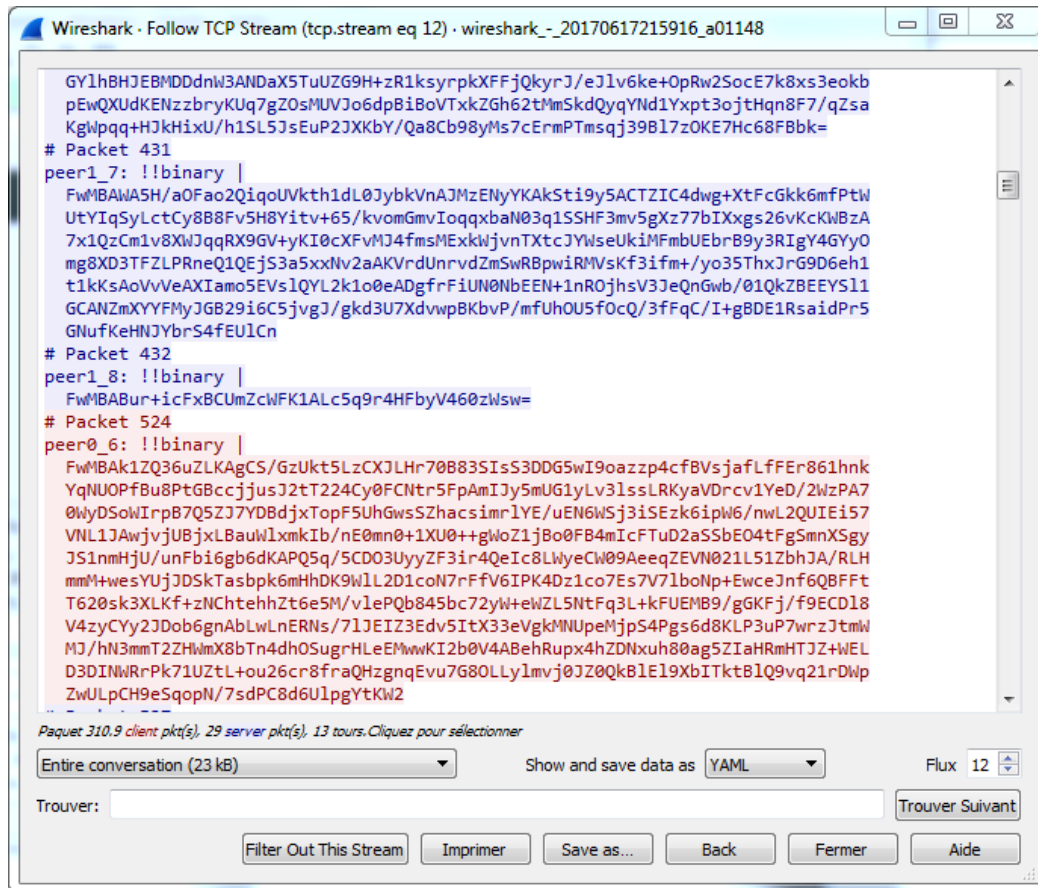 Wireshark · Follow TCP Stream (tcp.stream eq 12) · wireshark_-_20170617215916_a01148
GYlhBHJEBMDDdnW3ANDaX5TuUZG9H+zR1ksyrpkXFFjQkyrJ/eJlv6ke+OpRw2SocE7k8xs3eokb
pEwQXUdKENzzbryKUq7gZOsMUVJo6dpBiBoVTxkZGh62tMmSkdQyqYNd1Yxpt3ojtHqn8F7/qZsa
KgWpqq+HJkHixU/h1SL5JsEuP2JXKbY/Qa8Cb98yMs7cErmPTmsqj39Bl7zOKE7Hc68FBbk=
# Packet 431
peer1_7: !!binary |
FwMBAWA5H/aOFao2QiqoUVkth1dL0JybkVnAJMzENyYKAkSti9y5ACTZIC4dwg+XtFcGkk6mfPtW
UtYIqSyLctCy8B8Fv5H8Yitv+65/kvomGmvIoqqxbaN03q1SSHF3mv5gXz77bIXxgs26vKcKWBzA
7x1QzCm1v8XWJqqRX9GV+yKI0cXFvMJ4fmsMExkWjvnTXtcJYWseUkiMFmbUEbrB9y3RIgY4GYyO
mg8XD3TFZLPRneQ1QEjS3a5xxNv2aAKVrdUnrvdZmSwRBpwiRMVsKf3ifm+/yo35ThxJrG9D6eh1
t1kKsAoVvVeAXIamo5EVslQYL2k1o0eADgfrFiUN0NbEEN+1nROjhsV3JeQnGwb/01QkZBEEYSl1
GCANZmXYYFMyJGB29i6C5jvgJ/gkd3U7XdvwpBKbvP/mfUhOU5fOcQ/3fFqC/I+gBDE1RsaidPr5
GNufKeHNJYbrS4fEUlCn
# Packet 432
peer1_8: !!binary |
FwMBABur+icFxBCUmZcWFK1ALc5q9r4HFbyV460zWsw=
# Packet 524
peer0_6: !!binary |
FwMBAk1ZQ36uZLKAgCS/GzUkt5LzCXJLHr70B83SIsS3DDG5wI9oazzp4cfBVsjafLfFEr861hnk
YqNUOPfBu8PtGBccjjusJ2tT224Cy0FCNtr5FpAmIJy5mUG1yLv3lssLRKyaVDrcv1YeD/2WzPA7
0WyDSoWIrpB7Q5ZJ7YDBdjxTopF5UhGwsSZhacsimrlYE/uEN6WSj3iSEzk6ipW6/nwL2QUIEi57
VNL1JAwjvjUBjxLBauWlxmkIb/nE0mn0+1XU0++gWoZ1jBo0FB4mIcFTuD2aSSbEO4tFgSmnXSgy
JS1nmHjU/unFbi6gb6dKAPQ5q/5CDO3UyyZF3ir4QeIc8LWyeCW09AeeqZEVN021L51ZbhJA/RLH
mmM+wesYUjJDSkTasbpk6mHhDK9WlL2D1coN7rFfV6IPK4Dz1co7Es7V7lboNp+EwceJnf6QBFFt
T620sk3XLKf+zNChtehhZt6e5M/vlePQb845bc72yW+eWZL5NtFq3L+kFUEMB9/gGKFj/f9ECDl8
V4zyCYy2JDob6gnAbLwLnERNs/7lJEIZ3Edv5ItX33eVgkMNUpeMjpS4Pgs6d8KLP3uP7wrzJtmW
MJ/hN3mmT2ZHWmX8bTn4dhOSugrHLeEMwwKI2b0V4ABehRupx4hZDNxuh80ag5ZIaHRmHTJZ+WEL
D3DINWRrPk71UZtL+ou26cr8fraQHzgnqEvu7G8OLLylmvj0JZ0QkBlEl9XbITktBlQ9vq21rDWp
ZwULpCH9eSqopN/7sdPC8d6UlpgYtKW2
Paquet 310.9 client pkt(s), 29 server pkt(s), 13 tours.Cliquez pour sélectionner
Entire conversation (23 kB) Show and save data as YAML Flux 12
Trouver: Trouver Suivant
Filter Out This Stream Imprimer Save as... Back Fermer Aide